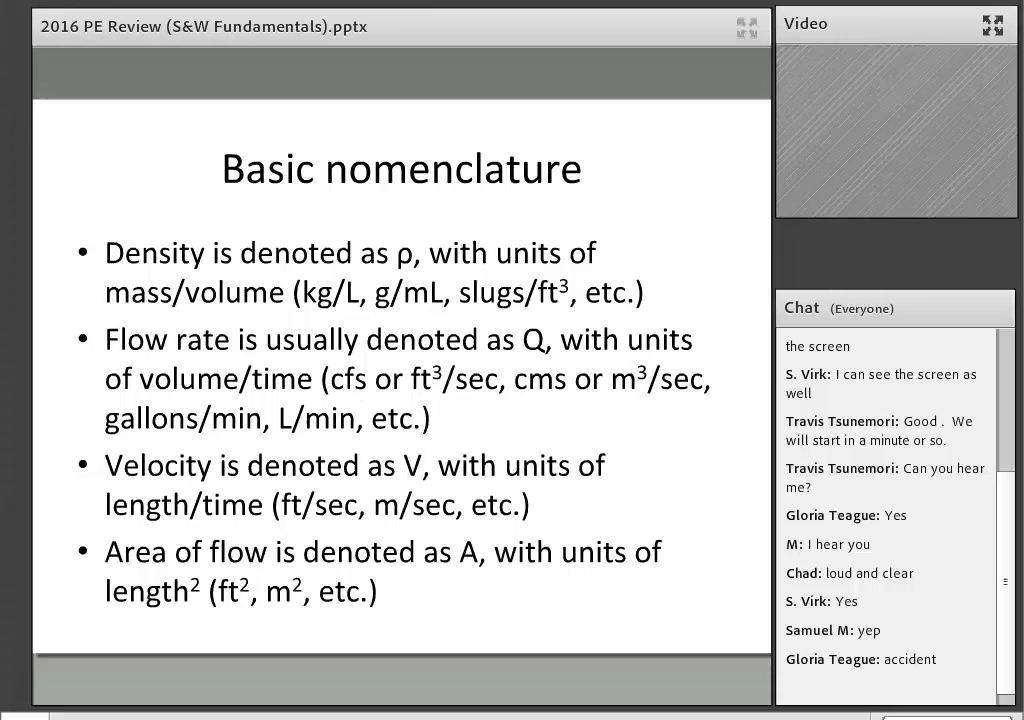 2016 PE Review (S&W Fundamentals).pptx
Basic nomenclature
• Density is denoted as ρ, with units of
mass/volume (kg/L, g/mL, slugs/ft³, etc.)
• Flow rate is usually denoted as Q, with units
of volume/time (cfs or ft³/sec, cms or m³/sec,
gallons/min, L/min, etc.)
• Velocity is denoted as V, with units of
length/time (ft/sec, m/sec, etc.)
• Area of flow is denoted as A, with units of
length² (ft², m², etc.)
Video
Chat (Everyone)
the screen
S. Virk: I can see the screen as
well
Travis Tsunemori: Good . We
will start in a minute or so.
Travis Tsunemori: Can you hear
me?
Gloria Teague: Yes
M: I hear you
Chad: loud and clear
S. Virk: Yes
Samuel M: yep
Gloria Teague: accident